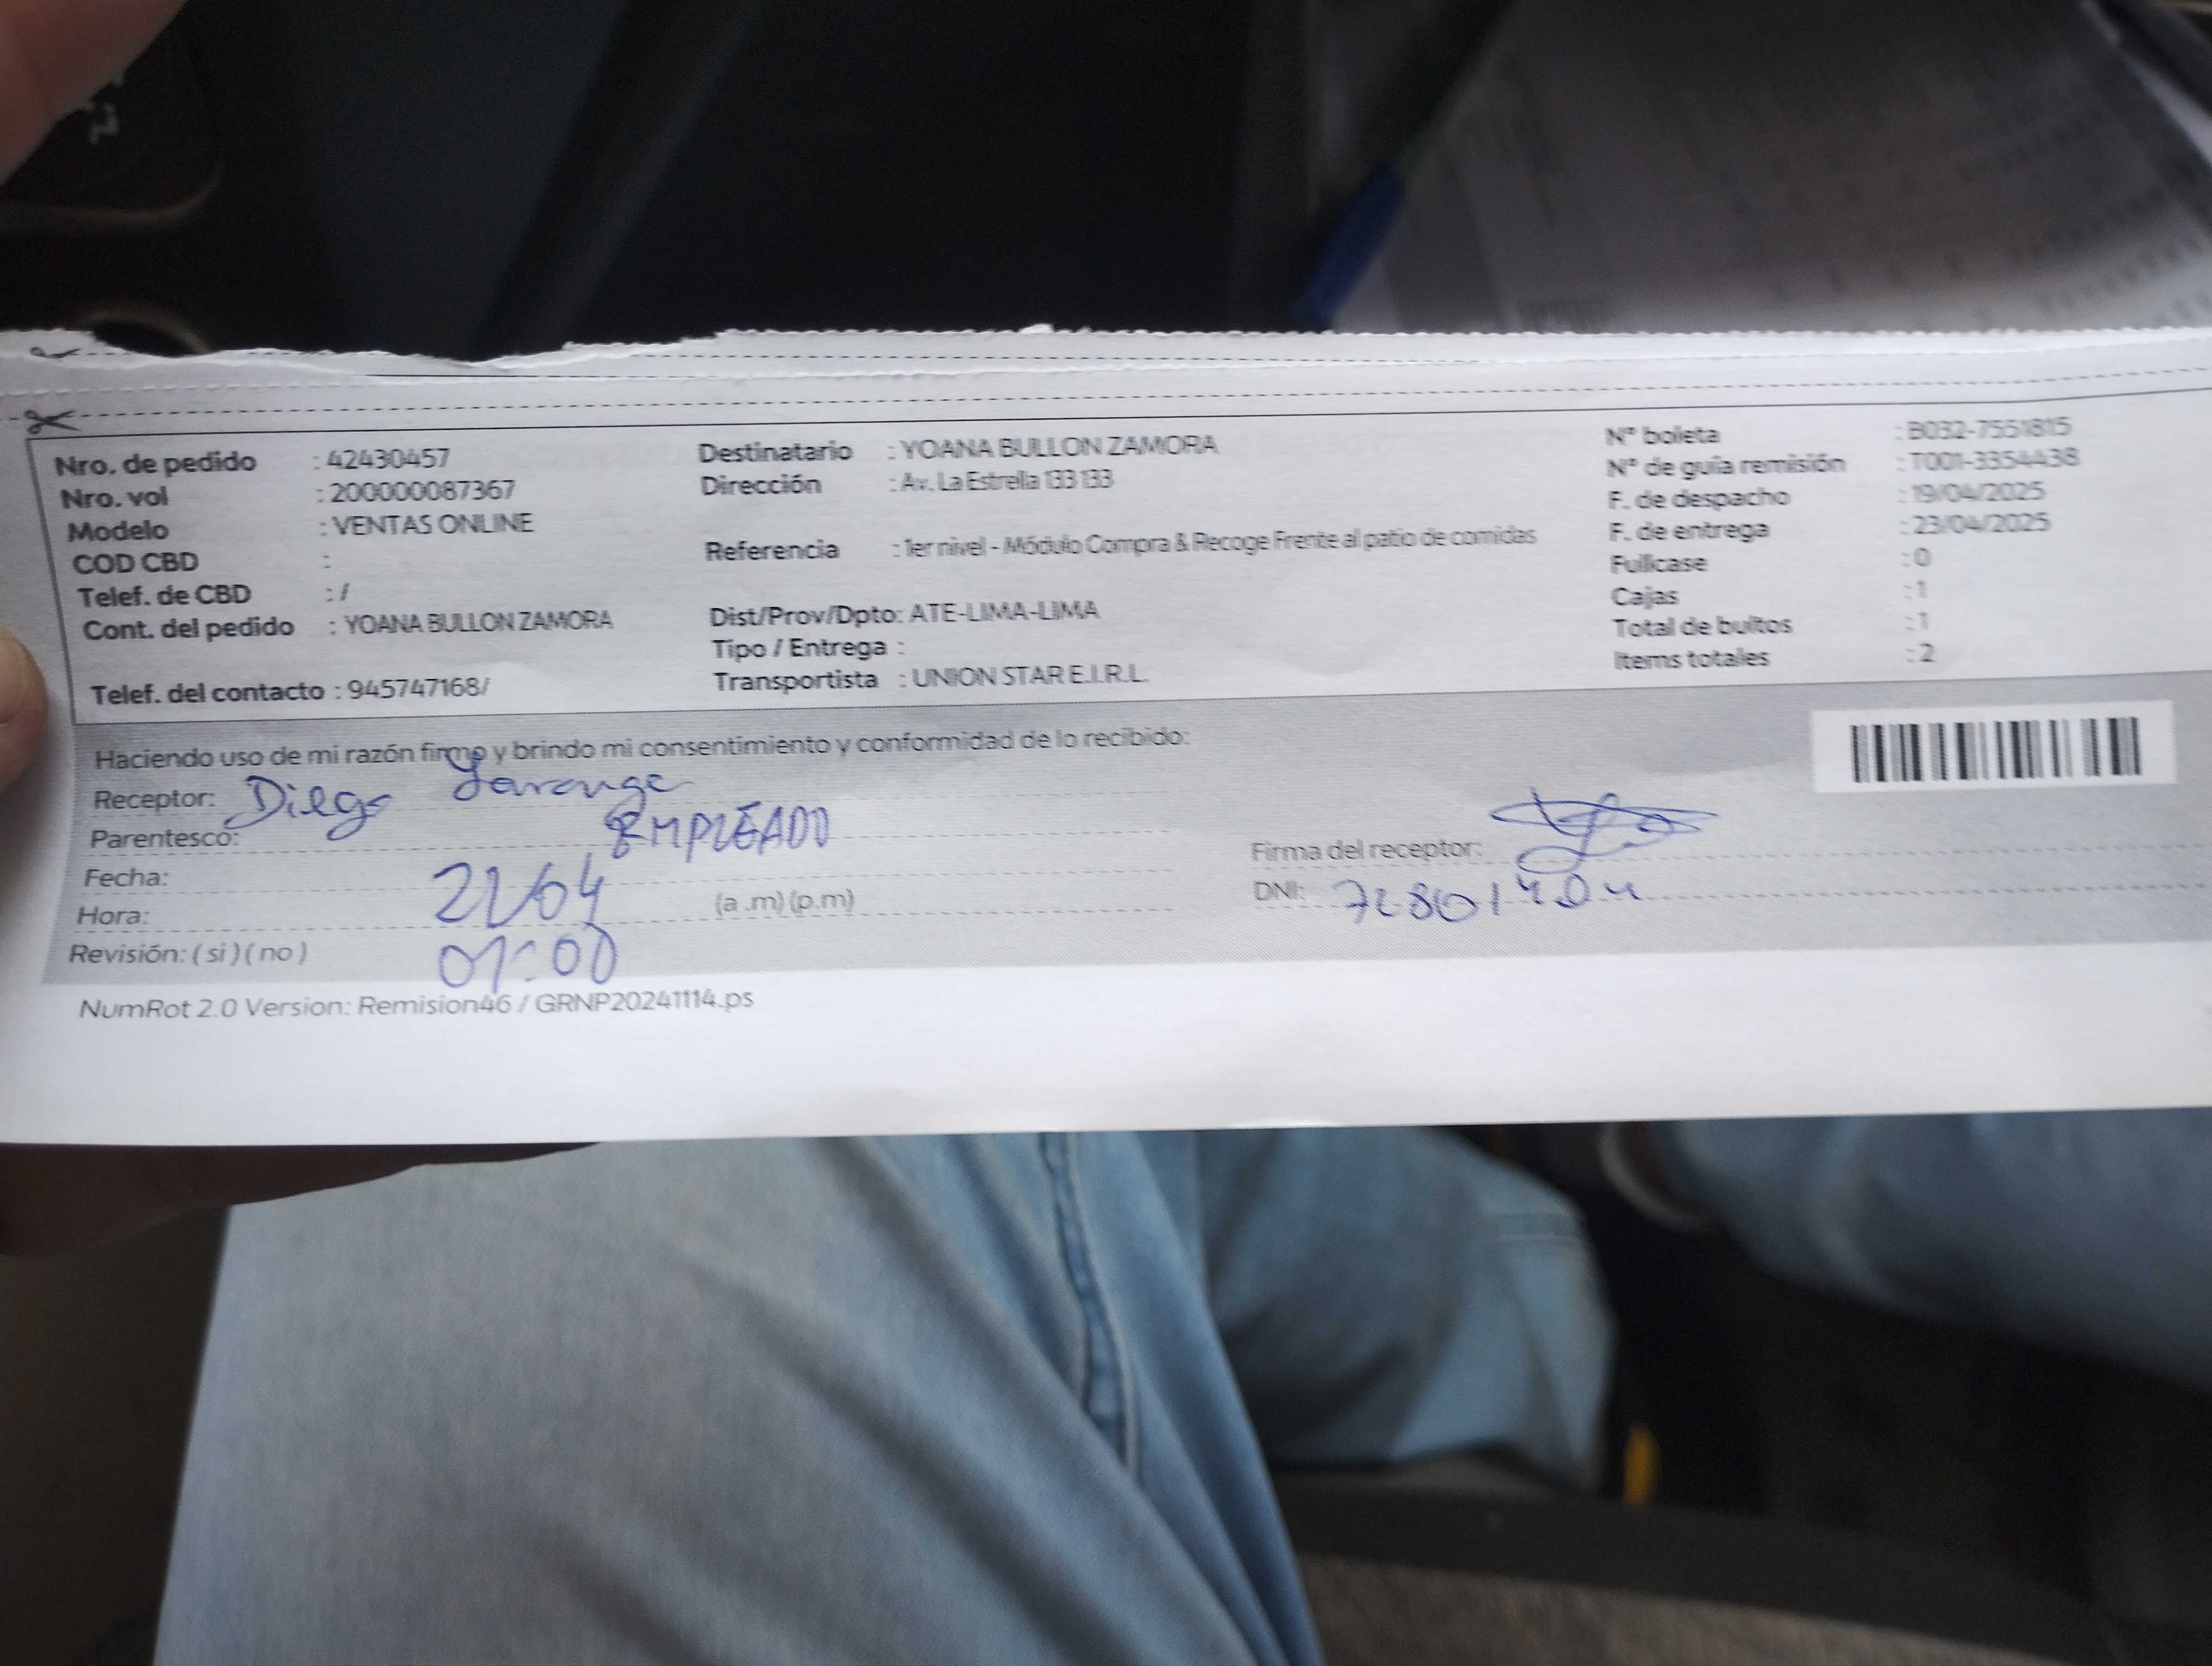 Nro. de pedido : 42430457
Nro. vol : 200000087367
Modelo : VENTAS ONLINE
COD CBD :
Telef. de CBD : /
Cont. del pedido : YOANA BULLON ZAMORA
Telef. del contacto : 945747168/
Destinatario : YOANA BULLON ZAMORA
Dirección : Av. La Estrella 133 133
Referencia : 1er nivel - Módulo Compra & Recoge Frente al patio de comidas
Dist/Prov/Dpto: ATE-LIMA-LIMA
Tipo / Entrega :
Transportista : UNION STAR E.I.R.L.
N° boleta : B032-7551815
N° de guía remisión : T001-3354438
F. de despacho : 19/04/2025
F. de entrega : 23/04/2025
Fullcase : 0
Cajas : 1
Total de bultos : 1
Items totales : 2
Haciendo uso de mi razón firmo y brindo mi consentimiento y conformidad de lo recibido:
Receptor: Diego
Parentesco: EMPLEADO
Fecha: 21/04
Hora: (a .m) (p.m)
Revisión: ( si ) ( no )
Firma del receptor:
DNI:
NumRot 2.0 Version: Remision46 / GRNP20241114.ps